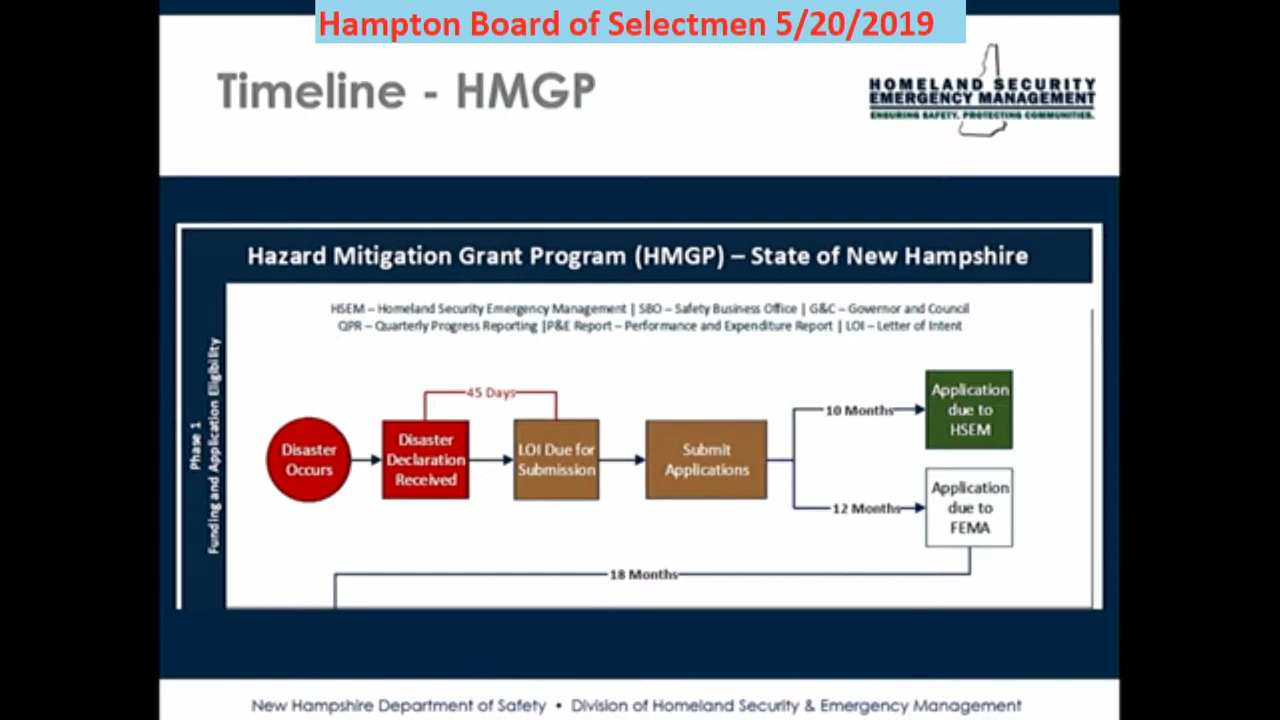 Hampton Board of Selectmen 5/20/2019
Timeline - HMGP
HOMELAND SECURITY
EMERGENCY MANAGEMENT
ENSURING SAFETY. PROTECTING COMMUNITIES.
Hazard Mitigation Grant Program (HMGP) – State of New Hampshire
HSEM – Homeland Security Emergency Management | SBO – Safety Business Office | G&C – Governor and Council
QPR – Quarterly Progress Reporting |P&E Report – Performance and Expenditure Report | LOI – Letter of Intent
Phase 1
Funding and Application Eligibility
45 Days
Disaster
Occurs
Disaster
Declaration
Received
LOI Due for
Submission
Submit
Applications
10 Months
Application
due to
HSEM
12 Months
Application
due to
FEMA
18 Months
New Hampshire Department of Safety • Division of Homeland Security & Emergency Management